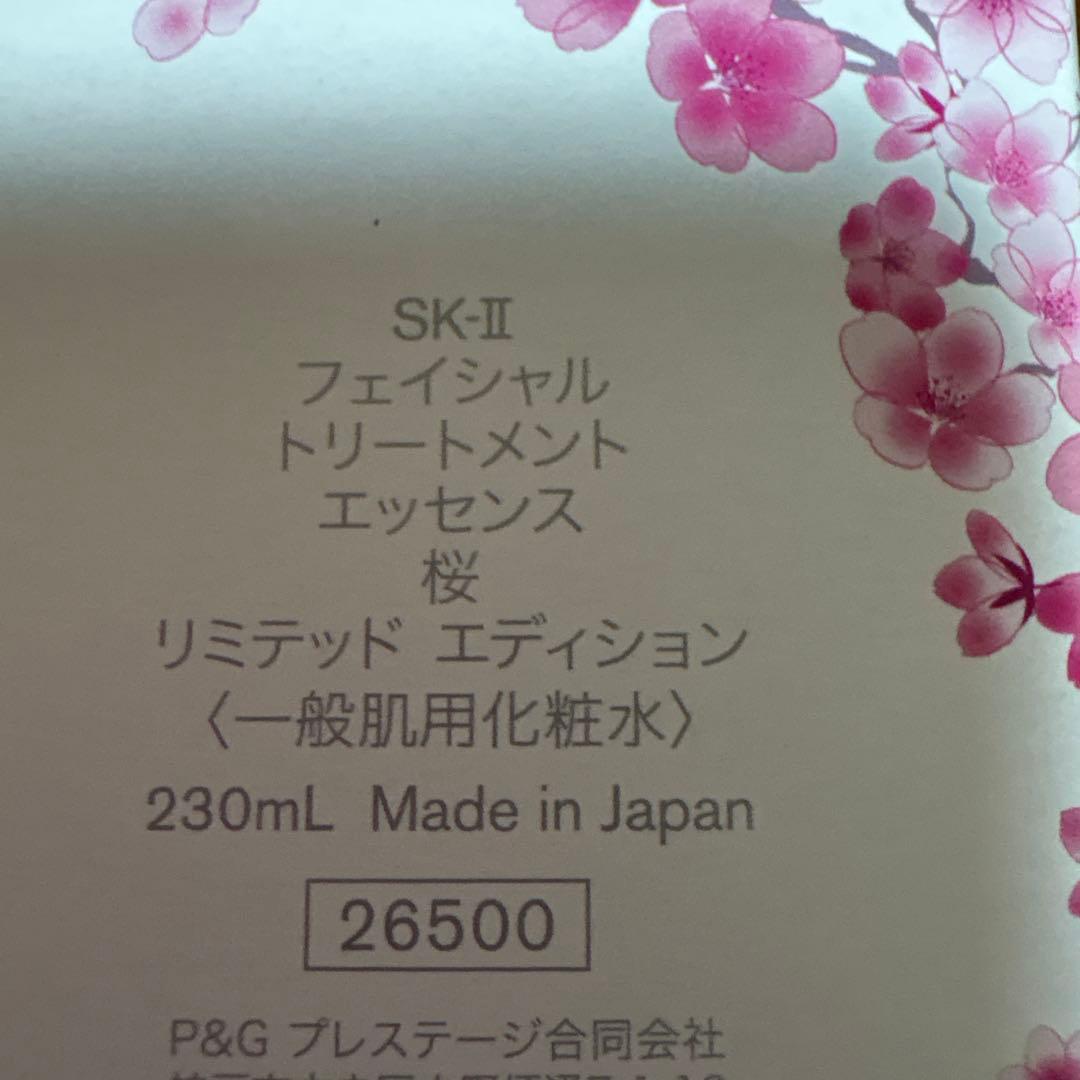 SK-Ⅱ
フェイシャル
トリートメント
エッセンス
桜
リミテッド エディション
〈一般肌用化粧水〉
230mL Made in Japan
26500
P&G プレステージ合同会社